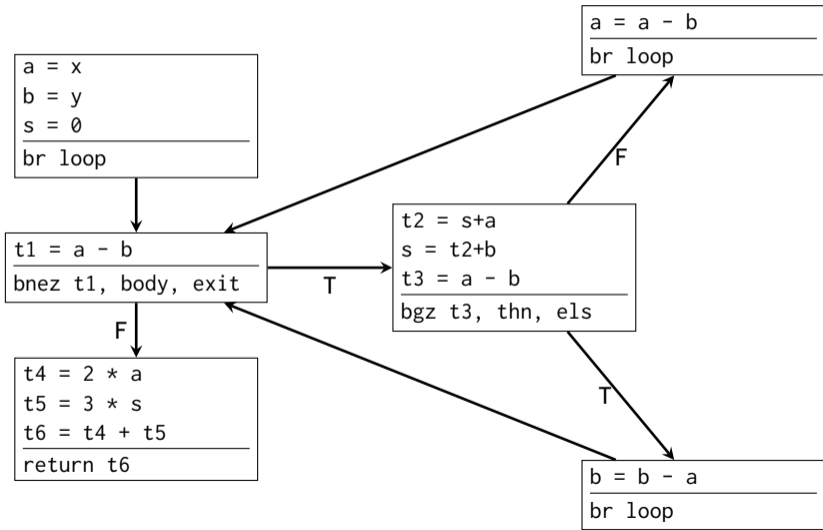 a = x
b = y
s = 0
br loop
t1 = a - b
bnez t1, body, exit
F
t4 = 2 * a
t5 = 3 * s
t6 = t4 + t5
return t6
T
t2 = s+a
s = t2+b
t3 = a - b
bgz t3, thn, els
F
a = a - b
br loop
T
b = b - a
br loop